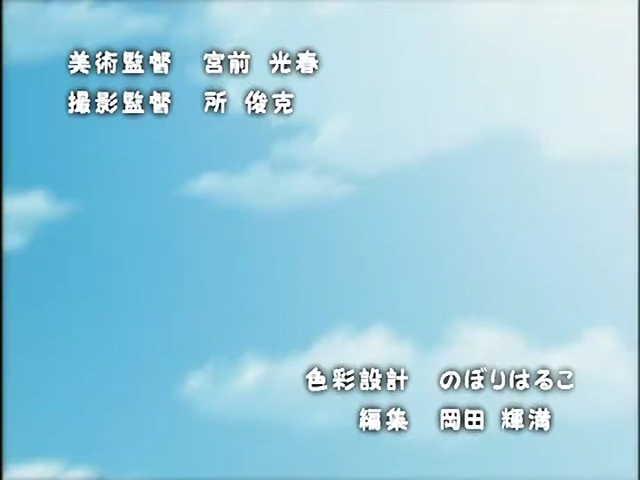 美術監督　宮前 光春
撮影監督　所 俊克
色彩設計　のぼりはるこ
編集　岡田 輝満